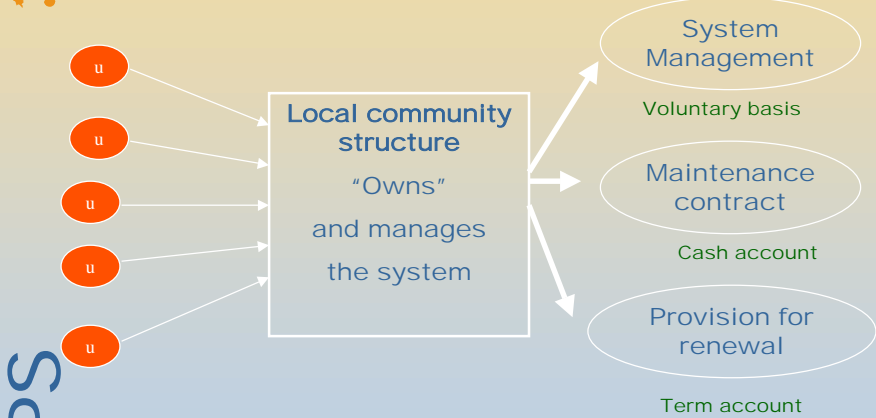 u
u
u
u
u
Local community
structure
“Owns”
and manages
the system
System
Management
Voluntary basis
Maintenance
contract
Cash account
Provision for
renewal
Term account